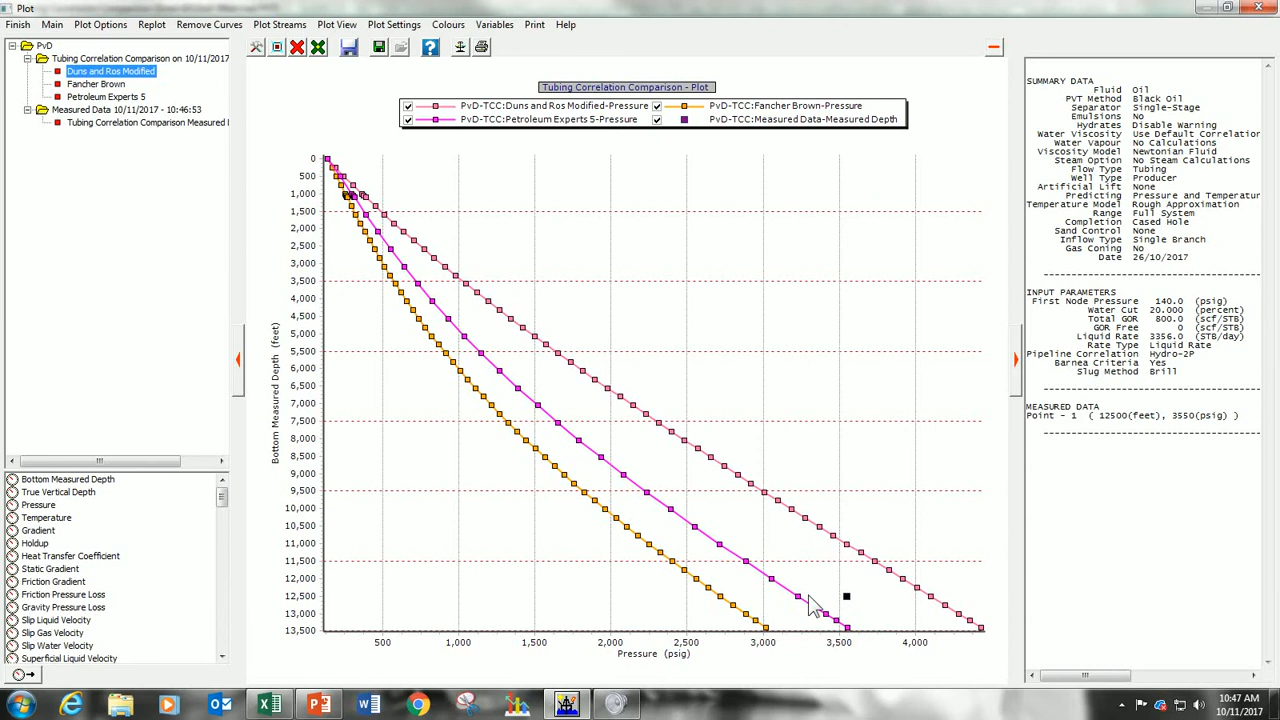 Plot
Finish Main Plot Options Replot Remove Curves Plot Streams Plot View Plot Settings Colours Variables Print Help
PvD
Tubing Correlation Comparison on 10/11/2017
Duns and Ros Modified
Fancher Brown
Petroleum Experts 5
Measured Data 10/11/2017 - 10:46:53
Tubing Correlation Comparison Measured
Bottom Measured Depth
True Vertical Depth
Pressure
Temperature
Gradient
Holdup
Heat Transfer Coefficient
Static Gradient
Friction Gradient
Friction Pressure Loss
Gravity Pressure Loss
Slip Liquid Velocity
Slip Gas Velocity
Slip Water Velocity
Superficial Liquid Velocity
Tubing Correlation Comparison - Plot
PvD-TCC:Duns and Ros Modified-Pressure PvD-TCC:Fancher Brown-Pressure
PvD-TCC:Petroleum Experts 5-Pressure PvD-TCC:Measured Data-Measured Depth
0
500
1,000
1,500
2,000
2,500
3,000
3,500
4,000
4,500
5,000
5,500
6,000
6,500
7,000
7,500
8,000
8,500
9,000
9,500
10,000
10,500
11,000
11,500
12,000
12,500
13,000
13,500
Bottom Measured Depth (feet)
500 1,000 1,500 2,000 2,500 3,000 3,500 4,000
Pressure (psig)
SUMMARY DATA
Fluid Oil
PVT Method Black Oil
Separator Single-Stage
Emulsions No
Hydrates Disable Warning
Water Viscosity Use Default Correlation
Water Vapour No Calculations
Viscosity Model Newtonian Fluid
Steam Option No Steam Calculations
Flow Type Tubing
Well Type Producer
Artificial Lift None
Predicting Pressure and Temperatur
Temperature Model Rough Approximation
Range Full System
Completion Cased Hole
Sand Control None
Inflow Type Single Branch
Gas Coning No
Date 26/10/2017
INPUT PARAMETERS
First Node Pressure 140.0 (psig)
Water Cut 20.000 (percent)
Total GOR 800.0 (scf/STB)
GOR Free 0 (scf/STB)
Liquid Rate 3356.0 (STB/day)
Rate Type Liquid Rate
Pipeline Correlation Hydro-2P
Barnea Criteria Yes
Slug Method Brill
MEASURED DATA
Point - 1 ( 12500(feet), 3550(psig) )
10:47 AM
10/11/2017